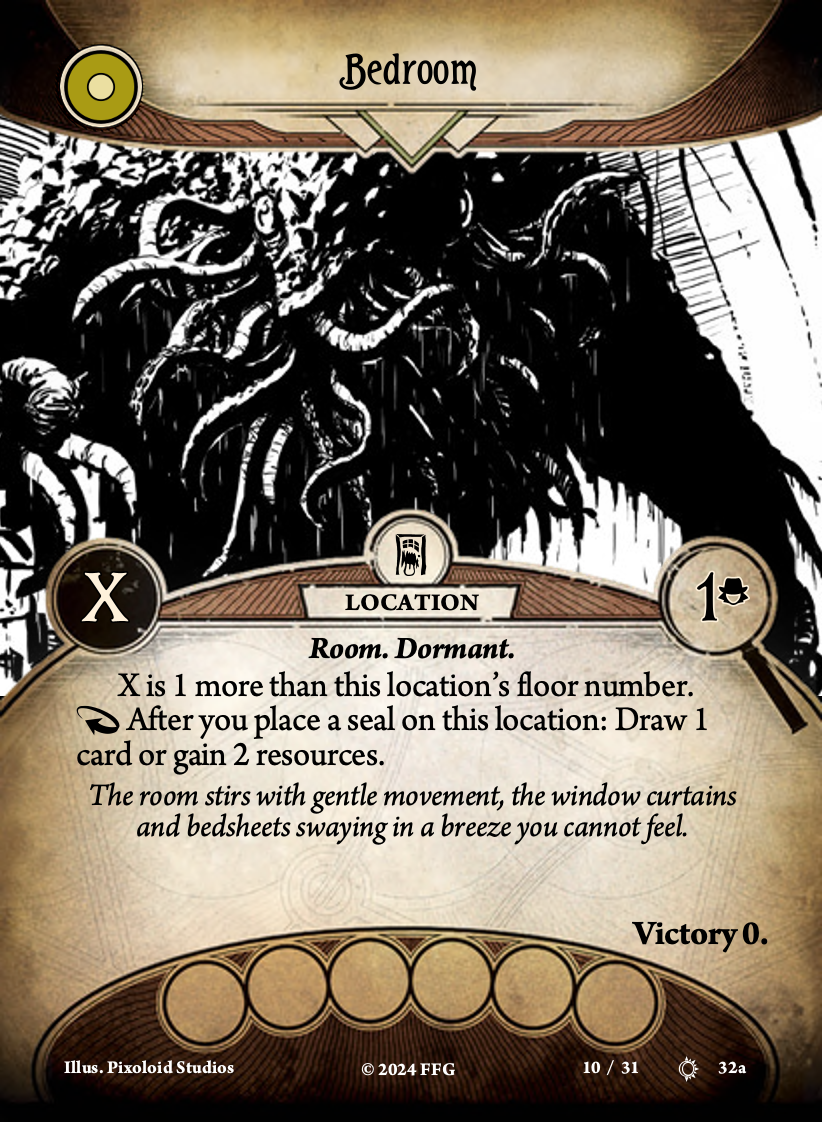 Bedroom
X
1
LOCATION
Room. Dormant.
X is 1 more than this location’s floor number.
After you place a seal on this location: Draw 1
card or gain 2 resources.
The room stirs with gentle movement, the window curtains
and bedsheets swaying in a breeze you cannot feel.
Victory 0.
Illus. Pixoloid Studios © 2024 FFG 10 / 31 32a